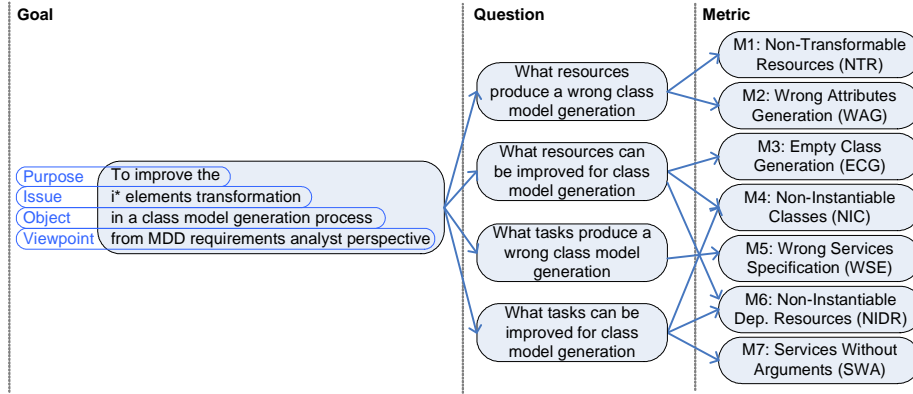 Goal
Question
Metric
Purpose
To improve the
Issue
i* elements transformation
Object
in a class model generation process
Viewpoint
from MDD requirements analyst perspective
What resources
produce a wrong class
model generation
What resources can
be improved for class
model generation
What tasks produce a
wrong class model
generation
What tasks can be
improved for class
model generation
M1: Non-Transformable
Resources (NTR)
M2: Wrong Attributes
Generation (WAG)
M3: Empty Class
Generation (ECG)
M4: Non-Instantiable
Classes (NIC)
M5: Wrong Services
Specification (WSE)
M6: Non-Instantiable
Dep. Resources (NIDR)
M7: Services Without
Arguments (SWA)